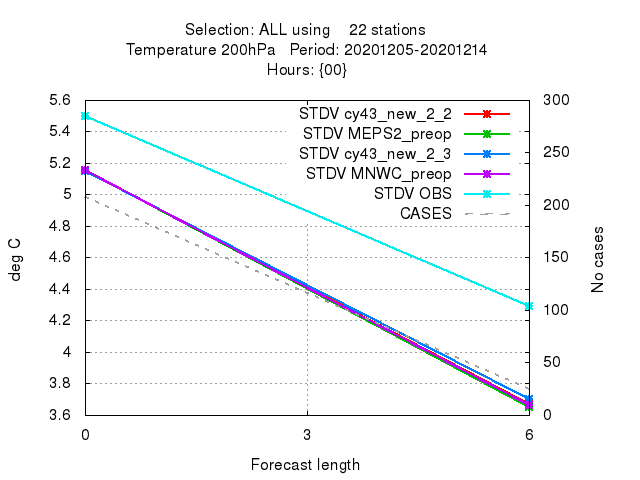 Selection: ALL using 22 stations
Temperature 200hPa Period: 20201205-20201214
Hours: {00}
5.6 300
STDV cy43_new_2_2
5.4 STDV MEPS2_preop
250
STDV cy43_new_2_3
5.2
STDV MNWC_preop
5 STDV OBS
200
CASES
4.8
4.6 150
4.4
100
4.2
4
50
3.8
3.6 0
deg C
No cases
0 3 6
Forecast length